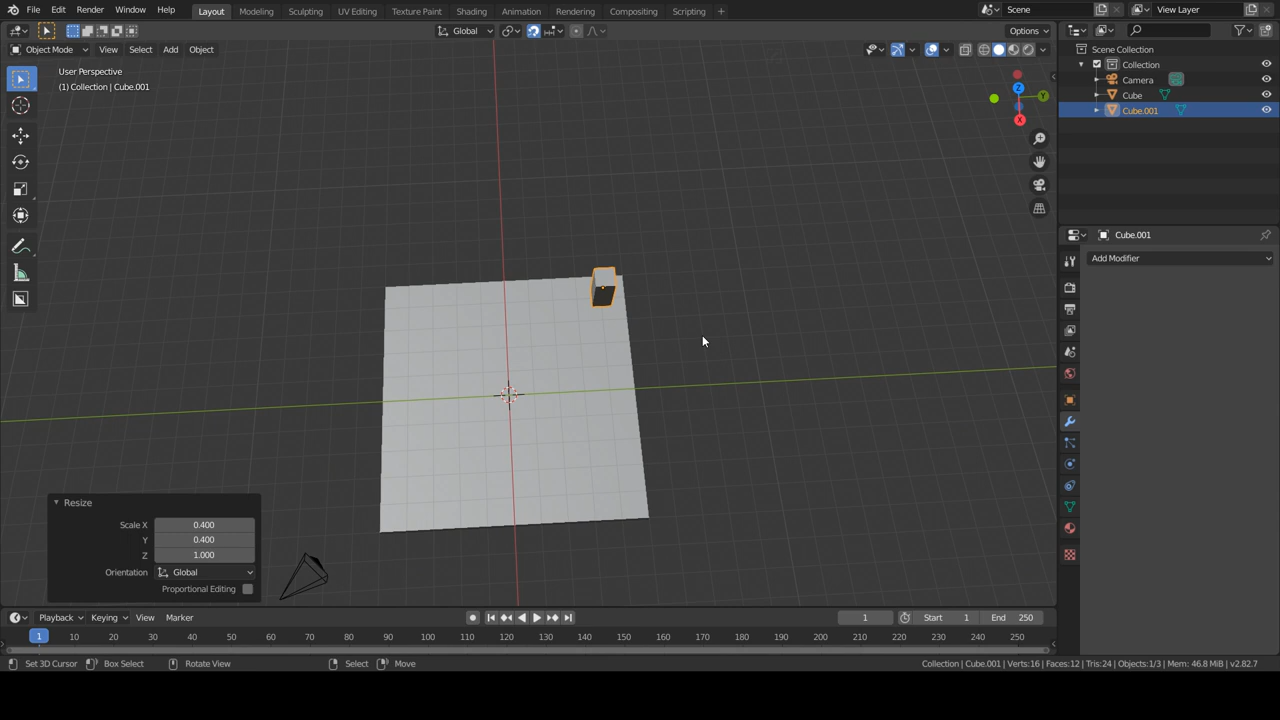 File Edit Render Window Help Layout Modeling Sculpting UV Editing Texture Paint Shading Animation Rendering Compositing Scripting + Scene View Layer
Global Options
Object Mode View Select Add Object
User Perspective
(1) Collection | Cube.001
Z
Y
X
Scene Collection
Collection
Camera
Cube
Cube.001
Cube.001
Add Modifier
Resize
Scale X 0.400
Y 0.400
Z 1.000
Orientation Global
Proportional Editing
Playback Keying View Marker 1 Start 1 End 250
1 10 20 30 40 50 60 70 80 90 100 110 120 130 140 150 160 170 180 190 200 210 220 230 240 250
Set 3D Cursor Box Select Rotate View Select Move Collection | Cube.001 | Verts:16 | Faces:12 | Tris:24 | Objects:1/3 | Mem: 46.8 MiB | v2.82.7